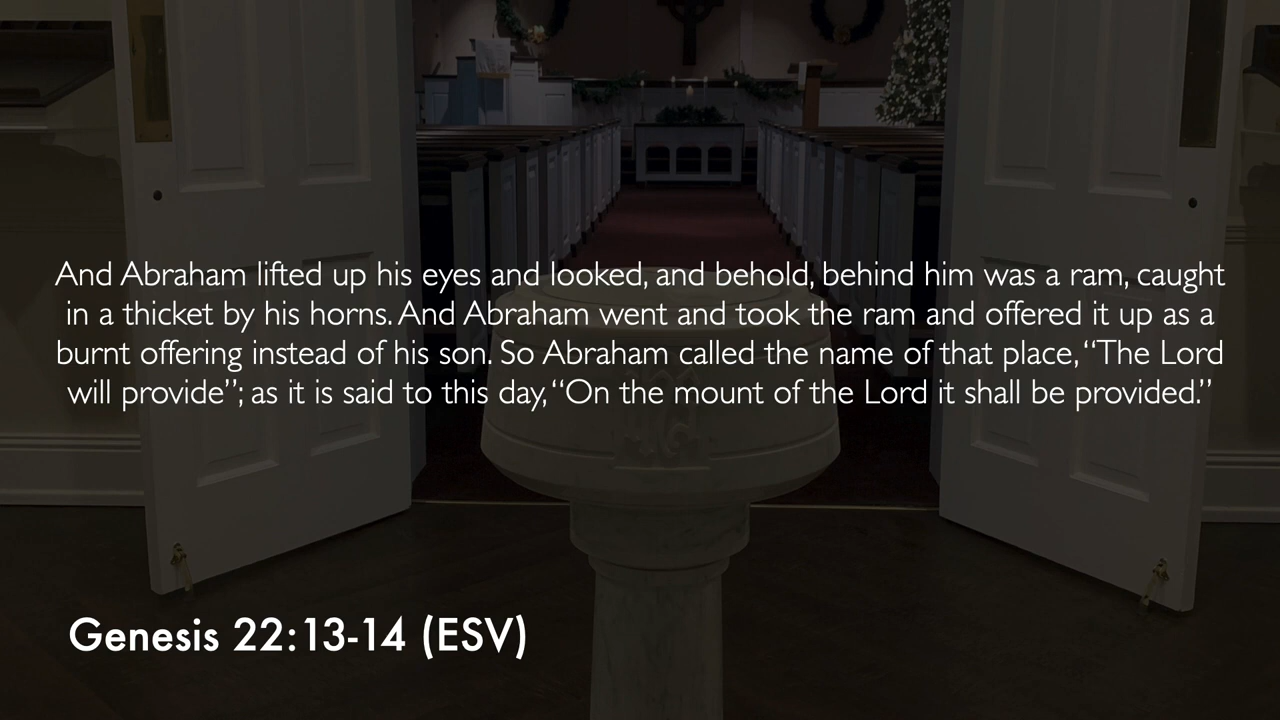 And Abraham lifted up his eyes and looked, and behold, behind him was a ram, caught
in a thicket by his horns. And Abraham went and took the ram and offered it up as a
burnt offering instead of his son. So Abraham called the name of that place, “The Lord
will provide”; as it is said to this day, “On the mount of the Lord it shall be provided.”
Genesis 22:13-14 (ESV)